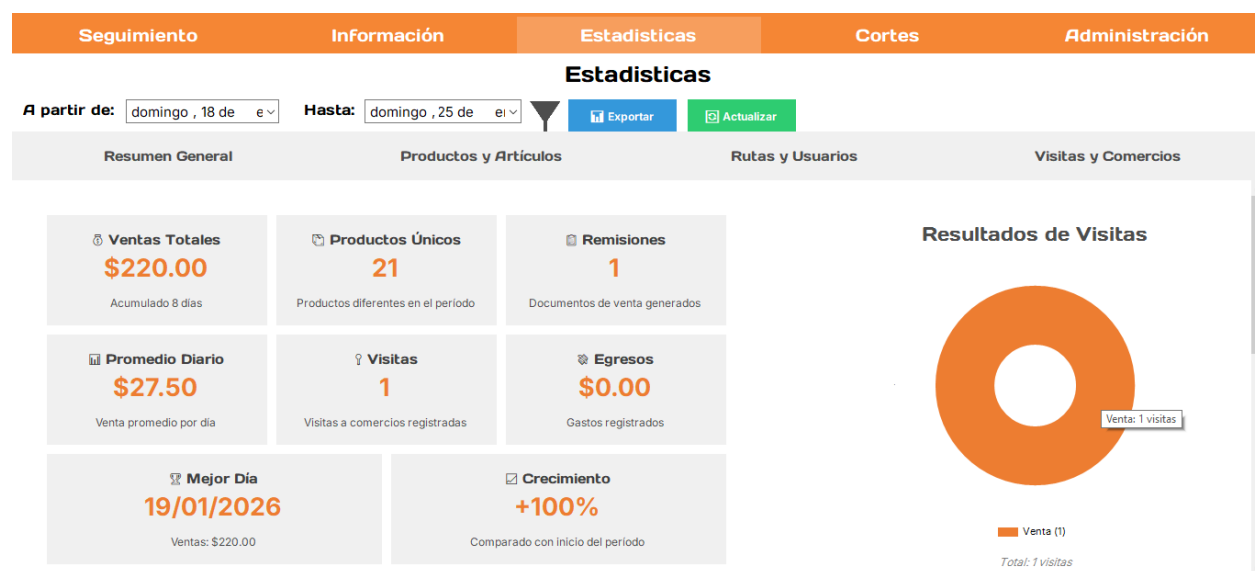 Seguimiento Información Estadisticas Cortes Administración
Estadisticas
A partir de: domingo , 18 de e Hasta: domingo , 25 de Exportar Actualizar
Resumen General Productos y Artículos Rutas y Usuarios Visitas y Comercios
Ventas Totales
$220.00
Acumulado 8 días
Productos Únicos
21
Productos diferentes en el período
Remisiones
1
Documentos de venta generados
Promedio Diario
$27.50
Venta promedio por día
Visitas
1
Visitas a comercios registradas
Egresos
$0.00
Gastos registrados
Mejor Día
19/01/2026
Ventas: $220.00
Crecimiento
+100%
Comparado con inicio del período
Resultados de Visitas
Venta: 1 visitas
Venta (1)
Total: 1 visitas